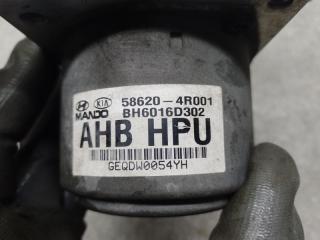 KIA 58620-4R001
MANDO BH6016D302
AHB HPU
GEQDW0054YH